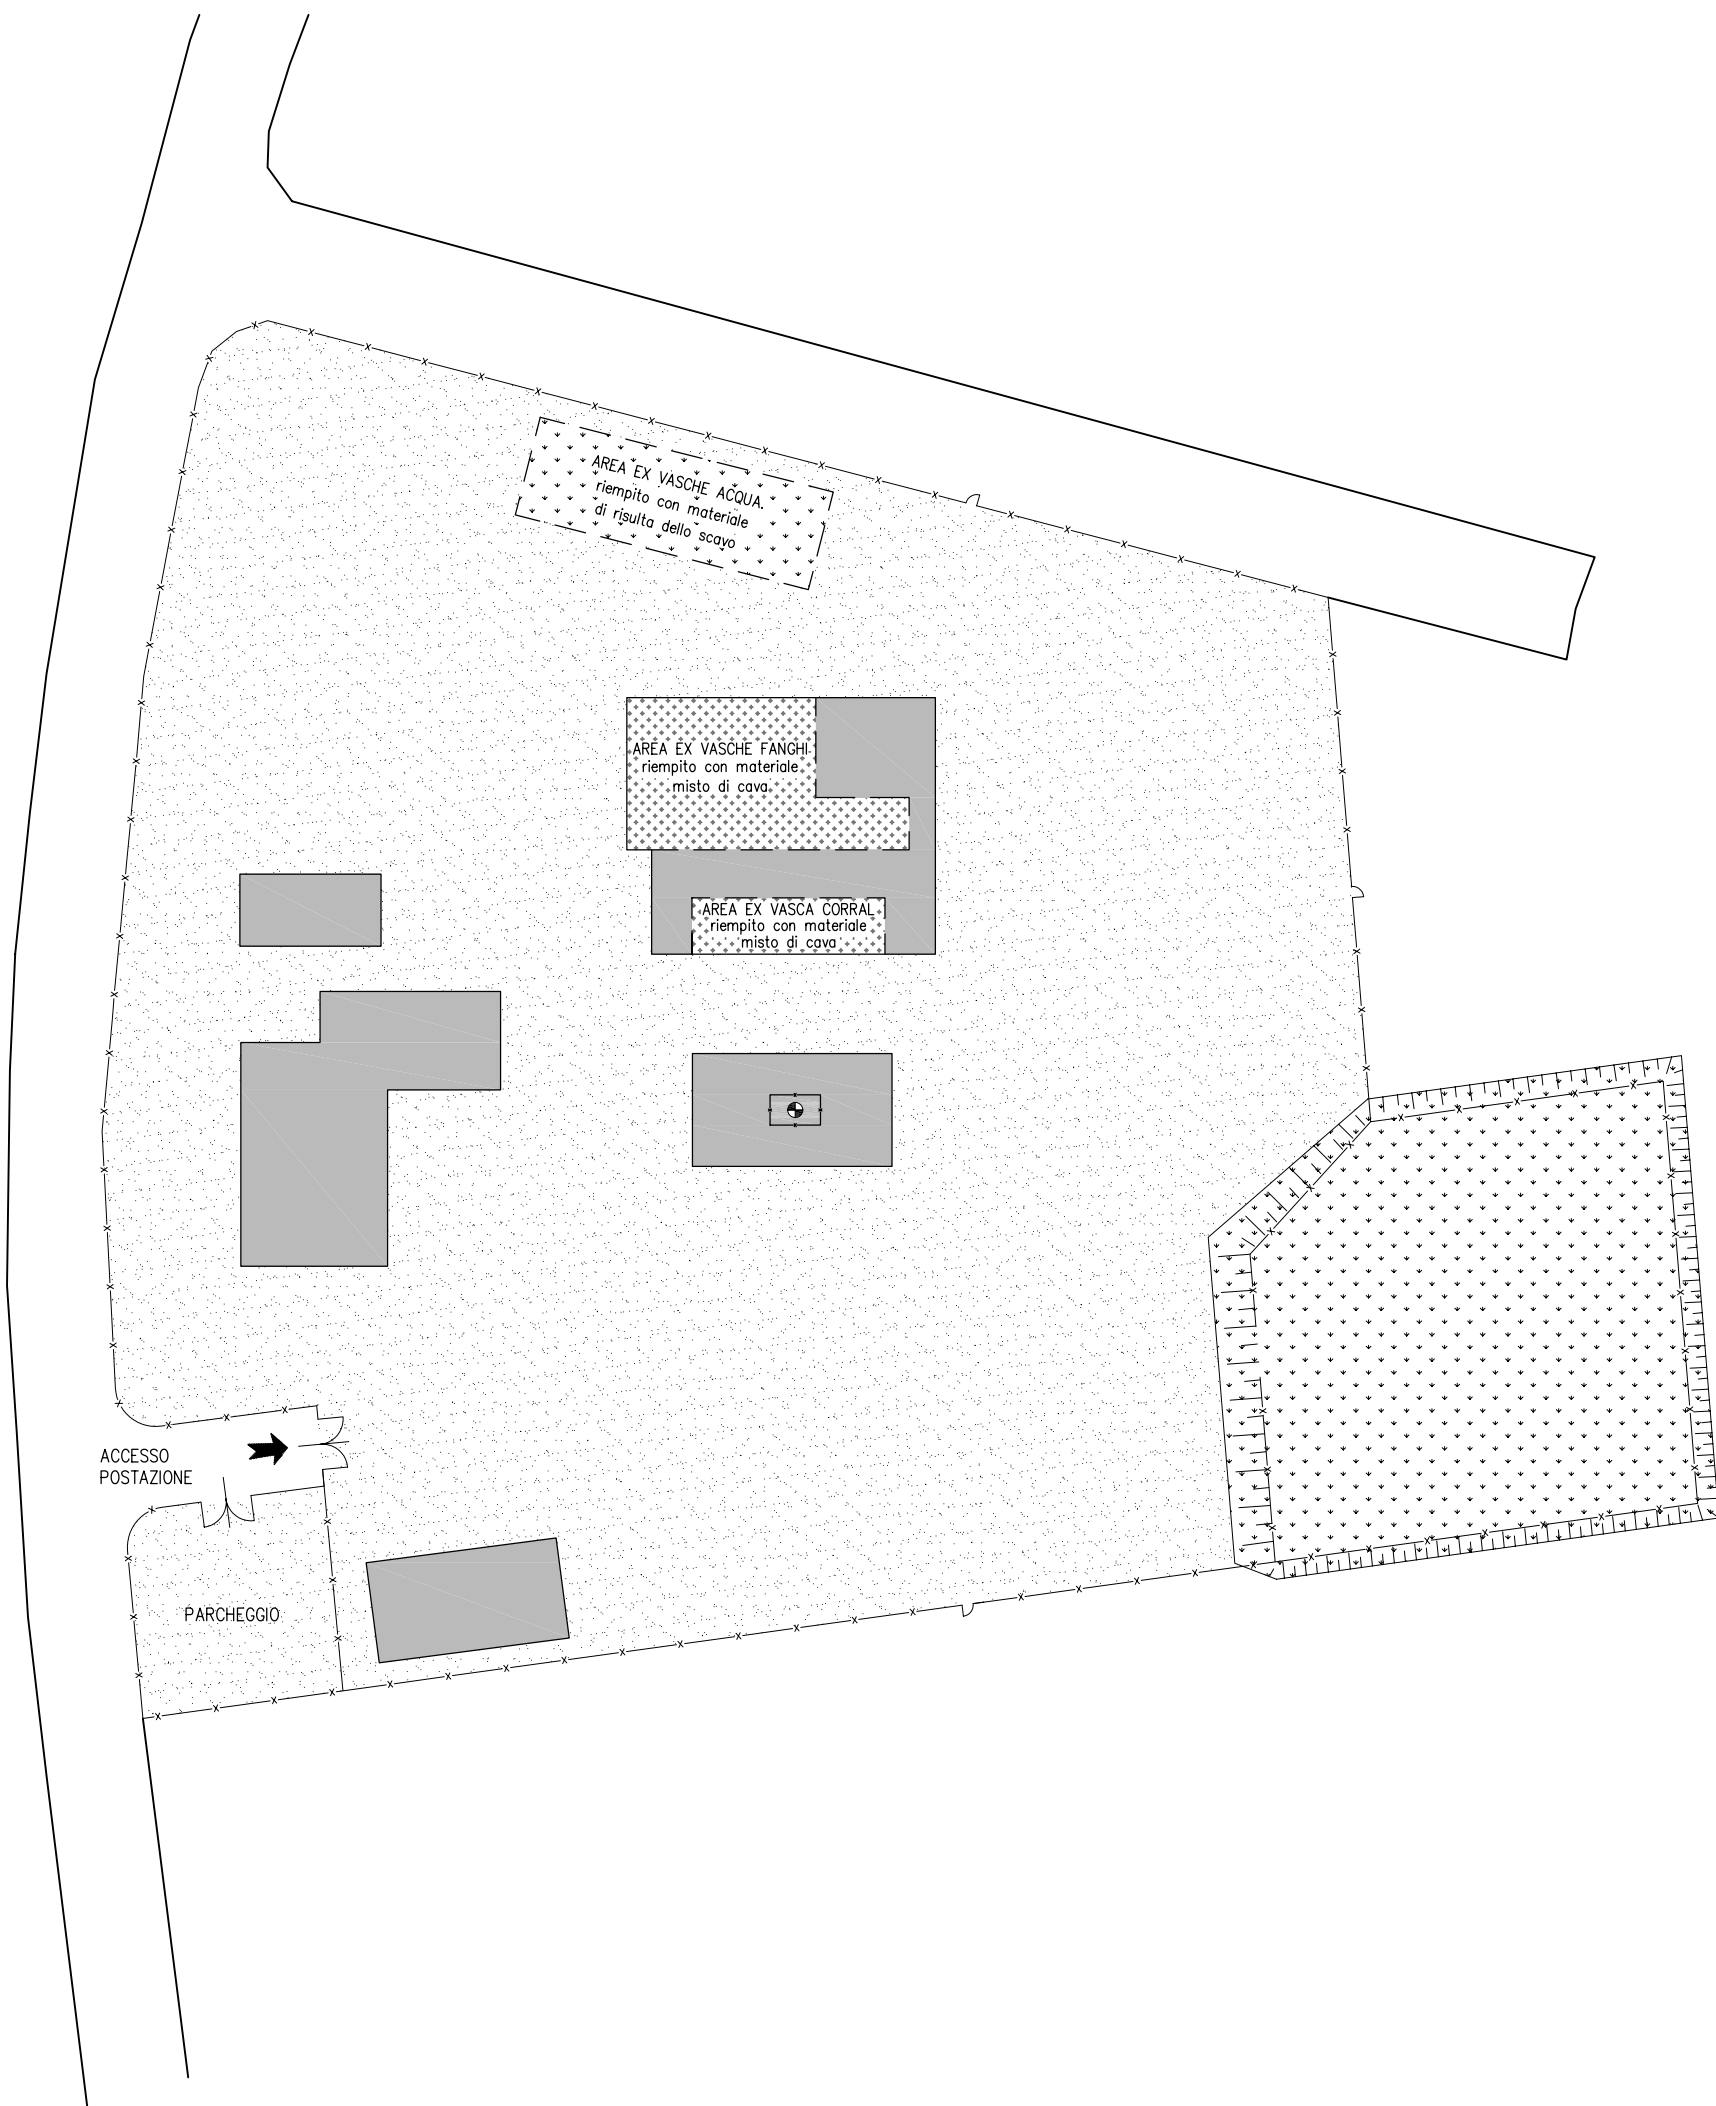 AREA EX VASCHE ACQUA.
riempito con materiale
di risulta dello scavo
AREA EX VASCHE FANGHI
riempito con materiale
misto di cava
AREA EX VASCA CORRAL
riempito con materiale
misto di cava
ACCESSO
POSTAZIONE
PARCHEGGIO